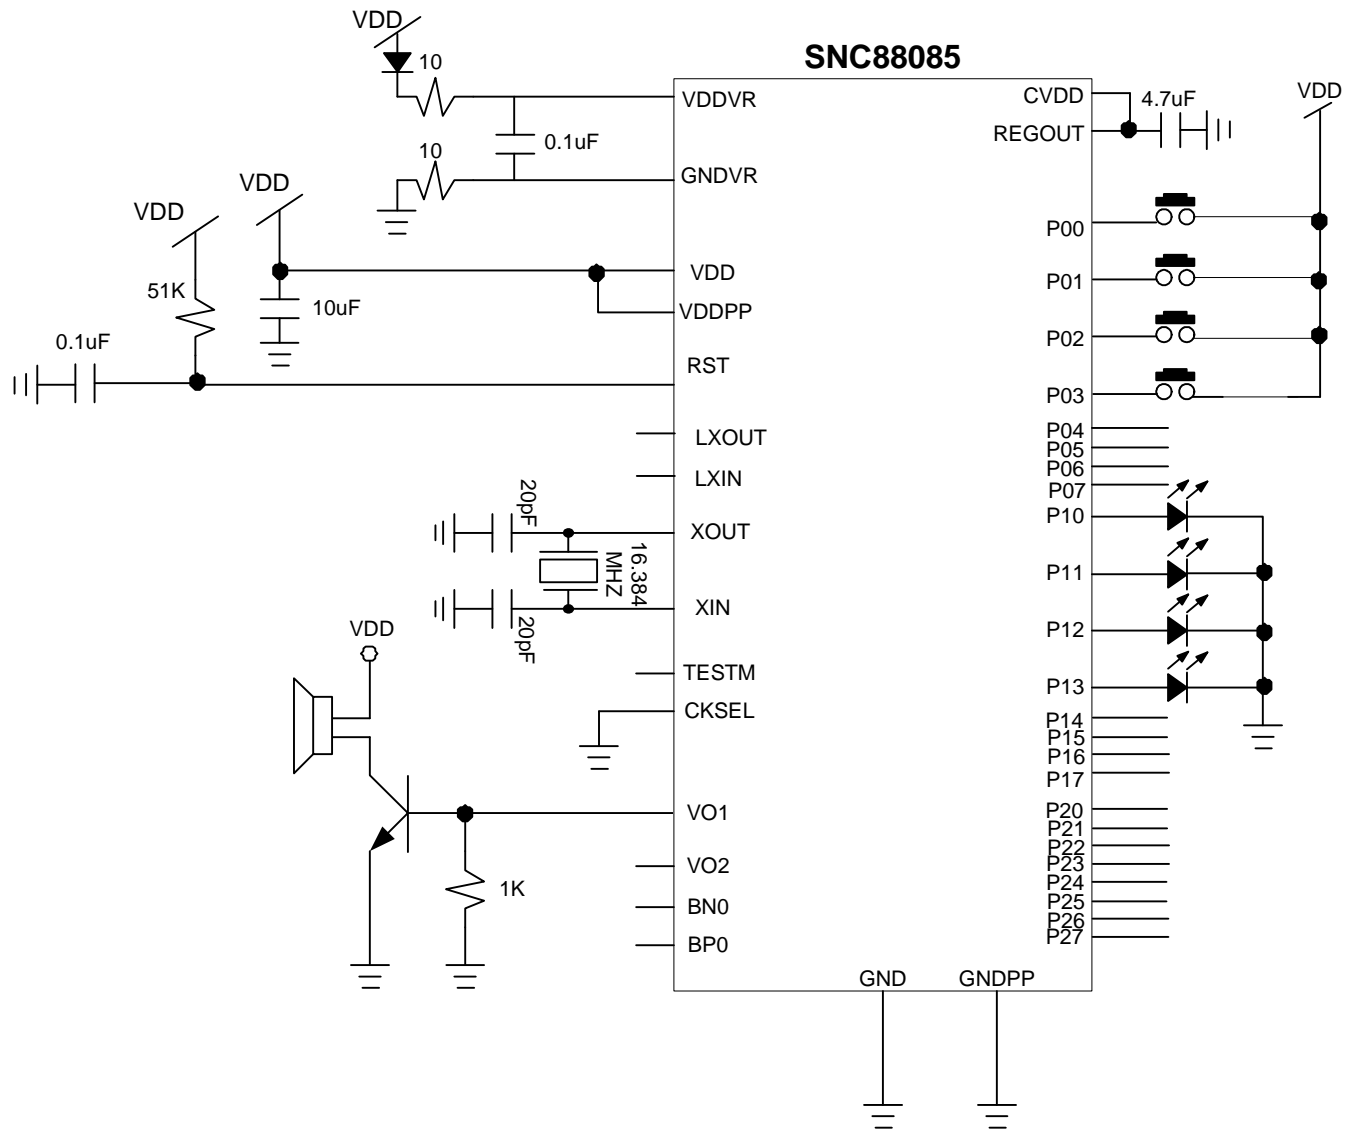 VDD
SNC88085
10
VDDVR
CVDD
4.7uF
VDD
REGOUT
0.1uF
10
GNDVR
VDD
VDD
P00
VDD
P01
51K
10uF
VDDPP
P02
0.1uF
RST
P03
LXOUT
P04
P05
P06
LXIN
P07
20pF
P10
XOUT
16.384
MHZ
P11
XIN
20pF
P12
VDD
TESTM
P13
CKSEL
P14
P15
P16
P17
VO1
P20
P21
P22
VO2
P23
P24
1K
P25
BN0
P26
P27
BP0
GND
GNDPP